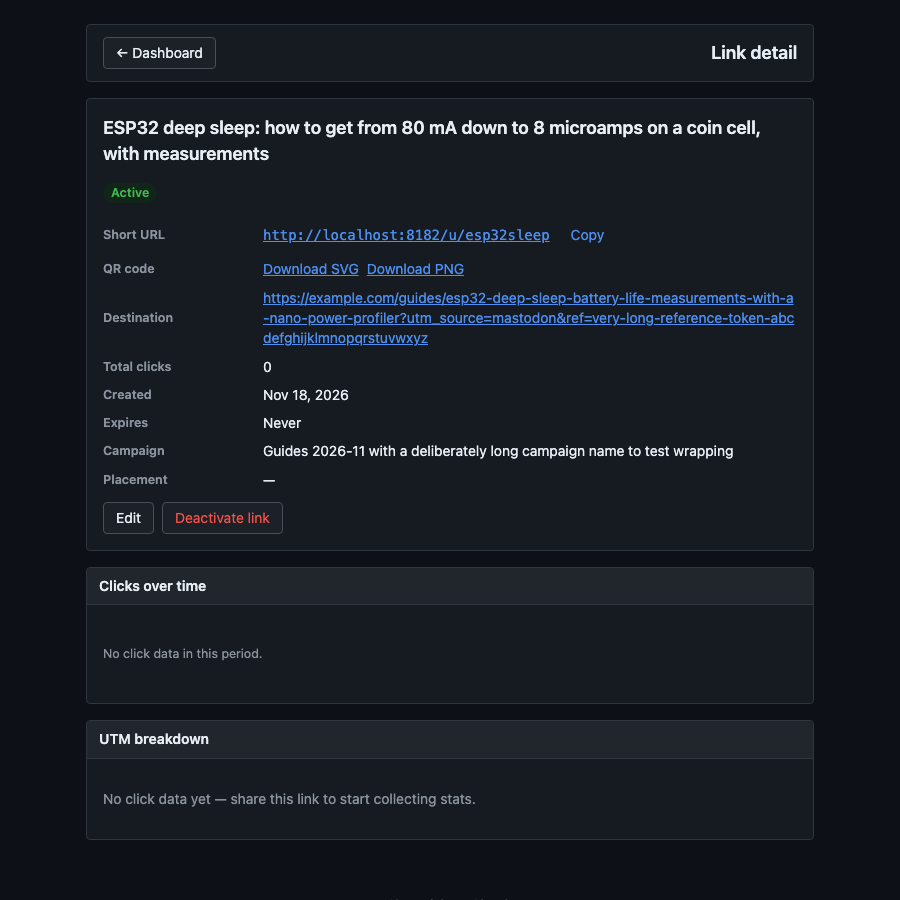 ← Dashboard
Link detail
ESP32 deep sleep: how to get from 80 mA down to 8 microamps on a coin cell,
with measurements
Active
Short URL
http://localhost:8182/u/esp32sleep Copy
QR code
Download SVG Download PNG
Destination
https://example.com/guides/esp32-deep-sleep-battery-life-measurements-with-a
-nano-power-profiler?utm_source=mastodon&ref=very-long-reference-token-abc
defghijklmnopqrstuvwxyz
Total clicks
0
Created
Nov 18, 2026
Expires
Never
Campaign
Guides 2026-11 with a deliberately long campaign name to test wrapping
Placement
—
Edit
Deactivate link
Clicks over time
No click data in this period.
UTM breakdown
No click data yet — share this link to start collecting stats.